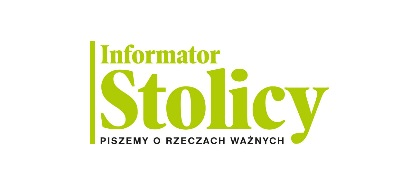 Informator
Stolicy
PISZEMY O RZECZACH WAŻNYCH